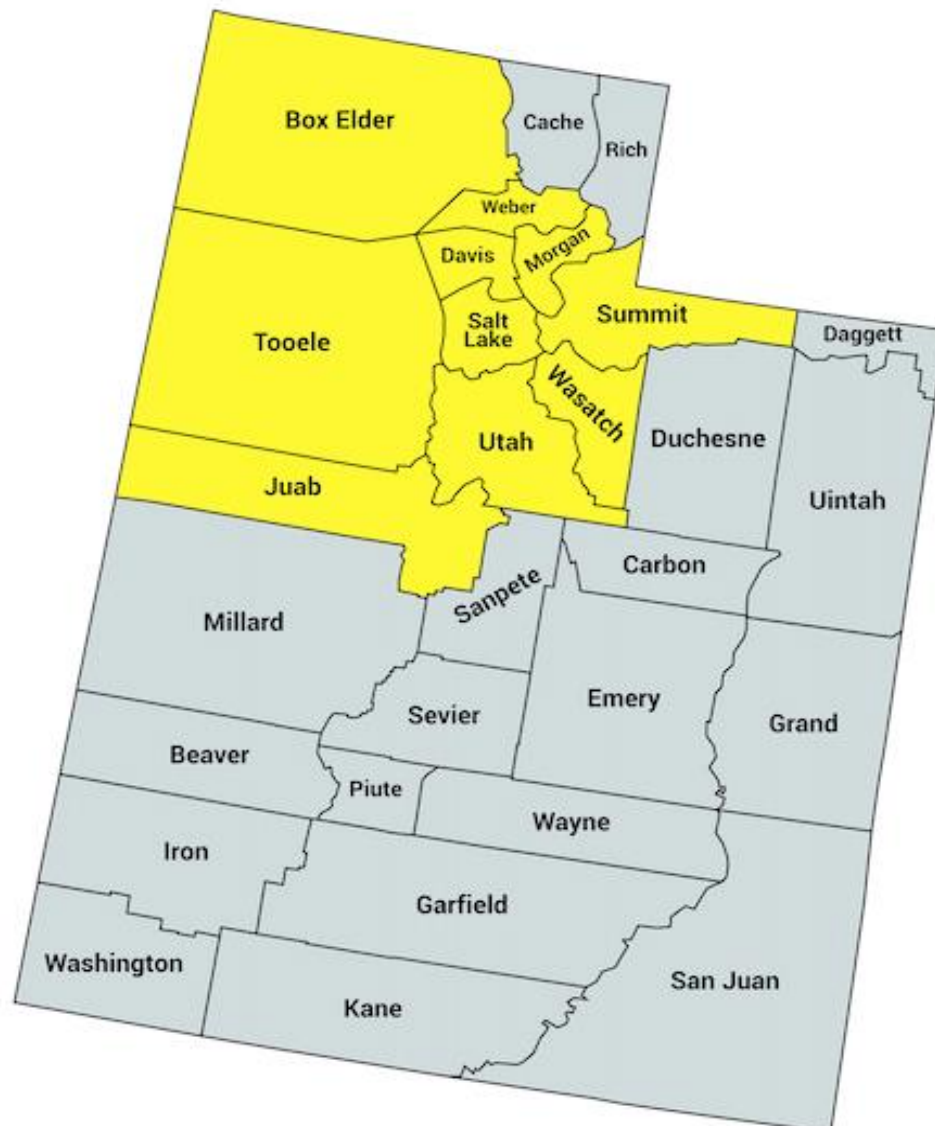 Box Elder
Cache
Rich
Weber
Davis
Morgan
Summit
Salt
Lake
Tooele
Daggett
Wasatch
Duchesne
Utah
Juab
Uintah
Carbon
Sanpete
Millard
Emery
Sevier
Grand
Beaver
Piute
Wayne
Iron
Garfield
Washington
San Juan
Kane